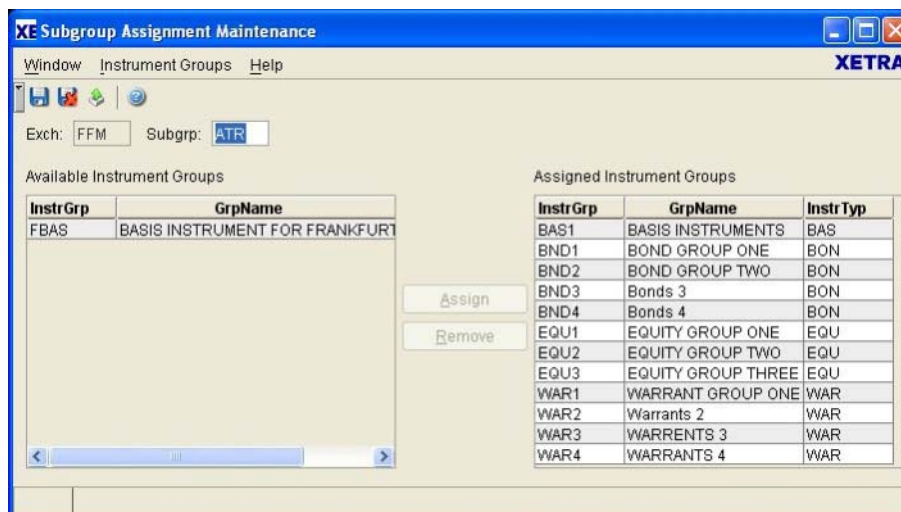 XE Subgroup Assignment Maintenance
Window Instrument Groups Help
XETRA
Exch: FFM Subgrp: ATR
Available Instrument Groups
InstrGrp GrpName
FBAS BASIS INSTRUMENT FOR FRANKFURT
Assign
Remove
Assigned Instrument Groups
InstrGrp GrpName InstrTyp
BAS1 BASIS INSTRUMENTS BAS
BND1 BOND GROUP ONE BON
BND2 BOND GROUP TWO BON
BND3 Bonds 3 BON
BND4 Bonds 4 BON
EQU1 EQUITY GROUP ONE EQU
EQU2 EQUITY GROUP TWO EQU
EQU3 EQUITY GROUP THREE EQU
WAR1 WARRANT GROUP ONE WAR
WAR2 Warrants 2 WAR
WAR3 WARRENTS 3 WAR
WAR4 WARRANTS 4 WAR